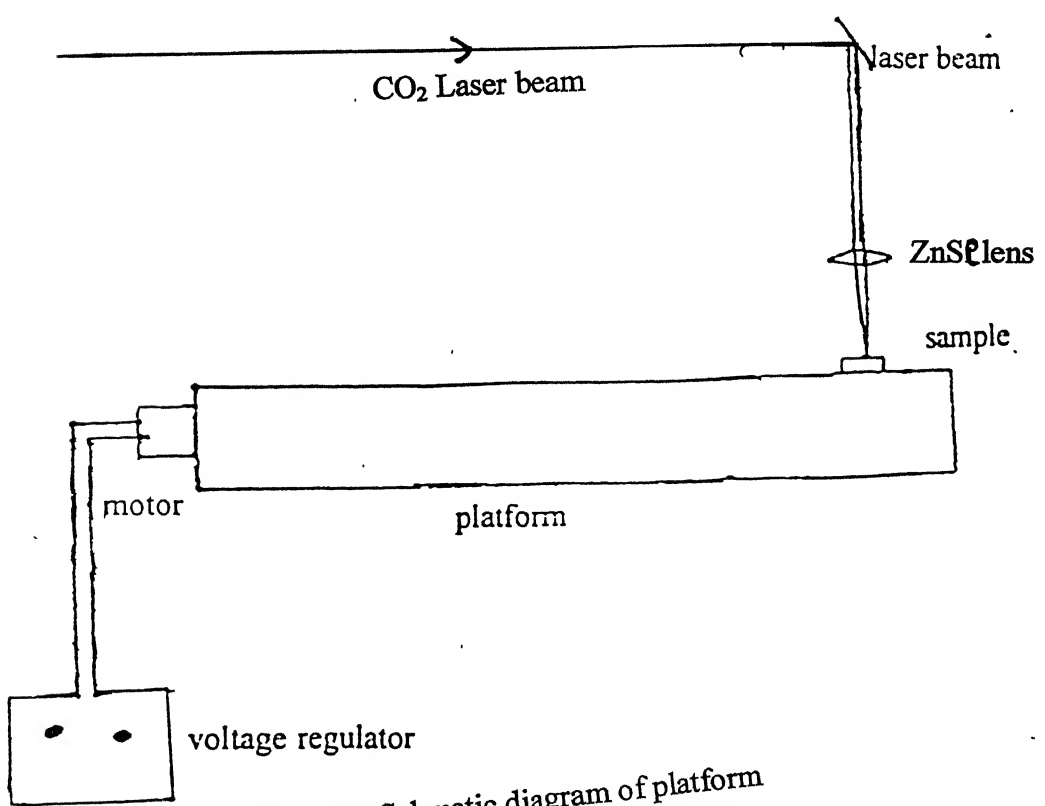 laser beam
CO₂ Laser beam
ZnSe lens
sample
motor
platform
voltage regulator
Schematic diagram of platform